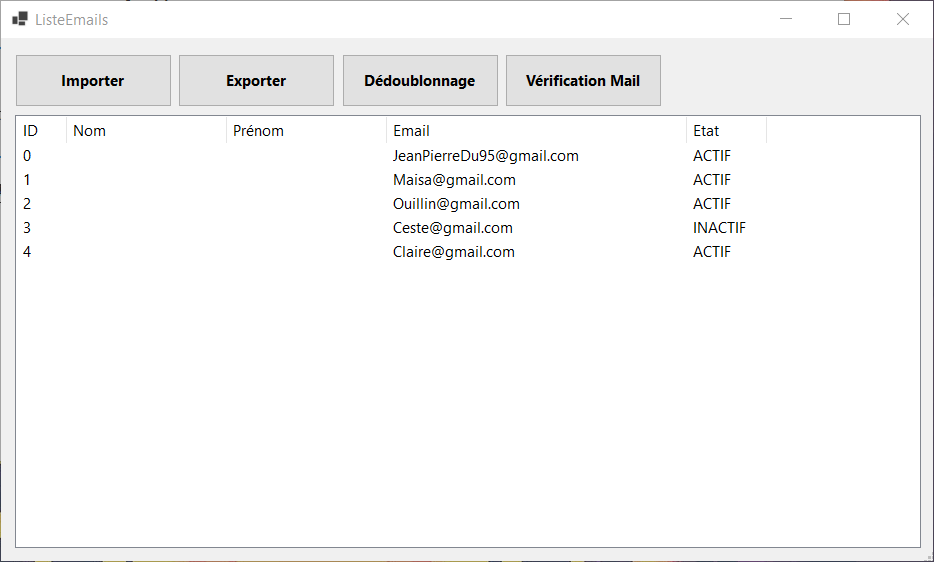 ListeEmails
Importer Exporter Dédoublonnage Vérification Mail
ID Nom Prénom Email Etat
0 JeanPierreDu95@gmail.com ACTIF
1 Maisa@gmail.com ACTIF
2 Ouillin@gmail.com ACTIF
3 Ceste@gmail.com INACTIF
4 Claire@gmail.com ACTIF